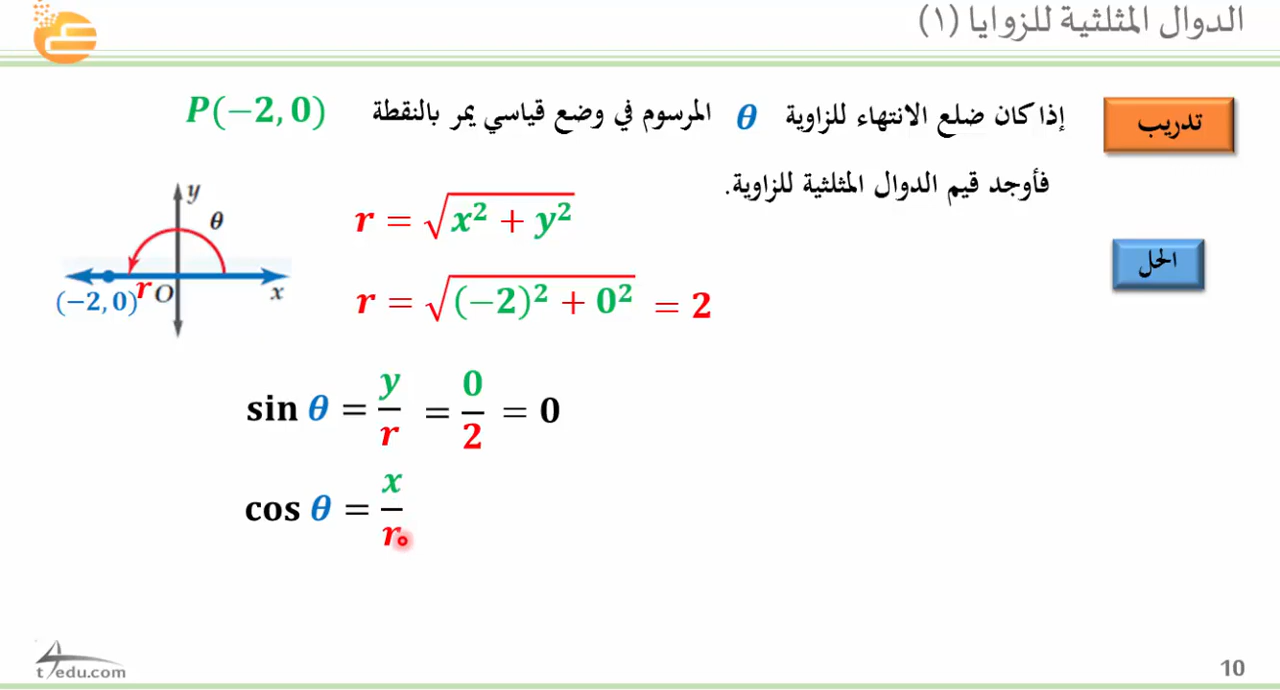 الدوال المثلثية للزوايا (١)
تدريب
إذا كان ضلع الانتهاء للزاوية θ المرسوم في وضع قياسي يمر بالنقطة P(−2, 0)
فأوجد قيم الدوال المثلثية للزاوية.
الحل
y
θ
(−2, 0) r O x
r = √(x² + y²)
r = √((−2)² + 0²) = 2
sin θ = y/r = 0/2 = 0
cos θ = x/r
t4edu.com
10